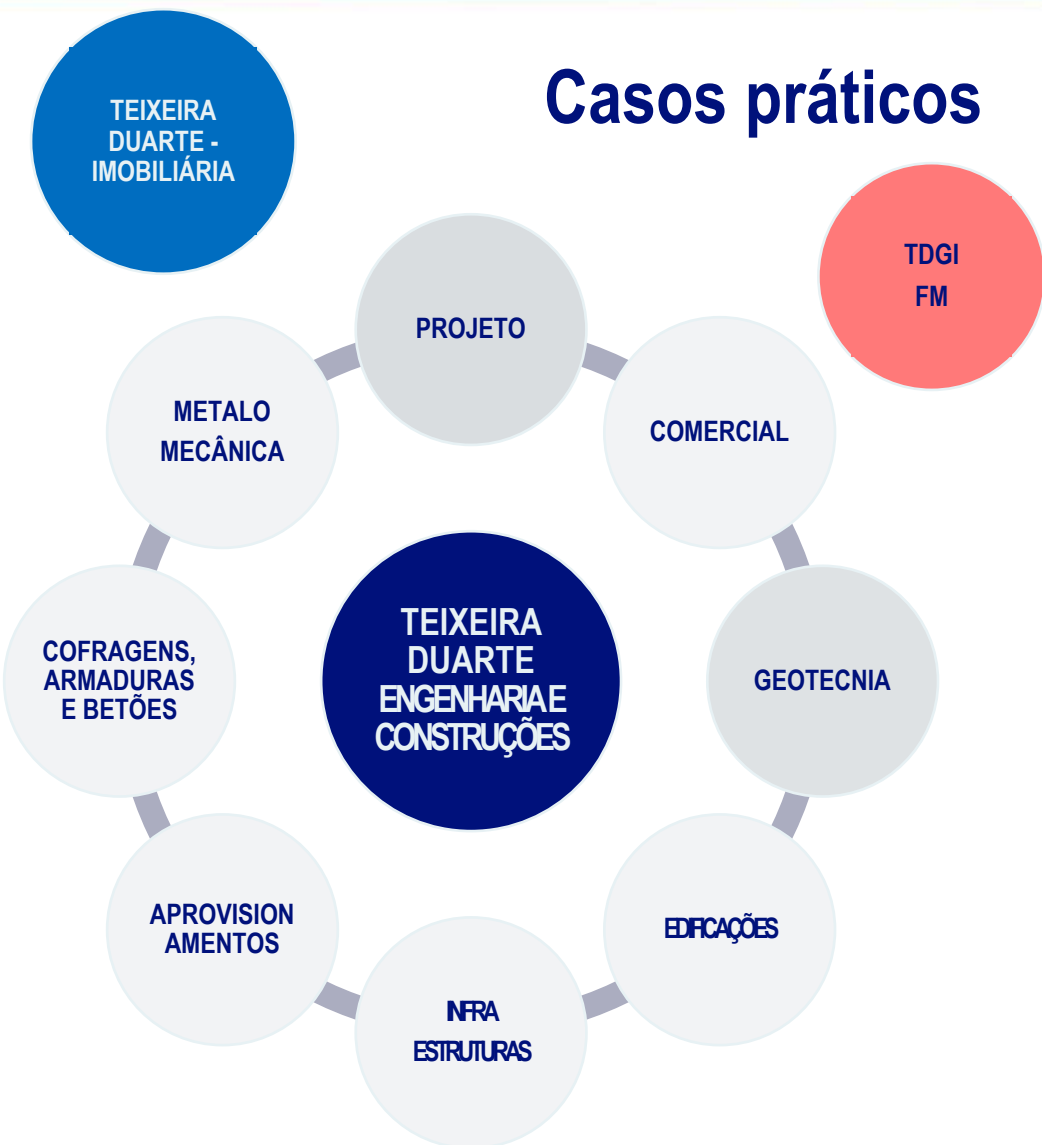 Casos práticos
TEIXEIRA
DUARTE -
IMOBILIÁRIA
TDGI
FM
PROJETO
METALO
MECÂNICA
COMERCIAL
COFRAGENS,
ARMADURAS
E BETÕES
TEIXEIRA
DUARTE
ENGENHARIA E
CONSTRUÇÕES
GEOTECNIA
APROVISION
AMENTOS
EDIFICAÇÕES
INFRA
ESTRUTURAS